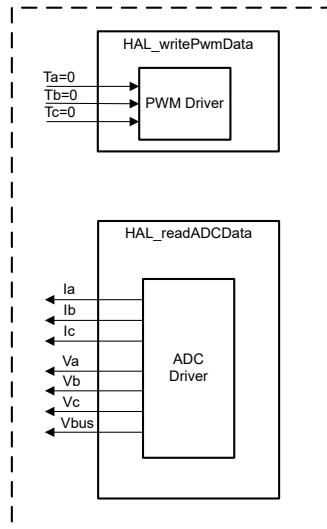 HAL_writePwmData
Ta=0
Tb=0
Tc=0
PWM Driver
HAL_readADCData
Ia
Ib
Ic
Va
Vb
Vc
Vbus
ADC
Driver